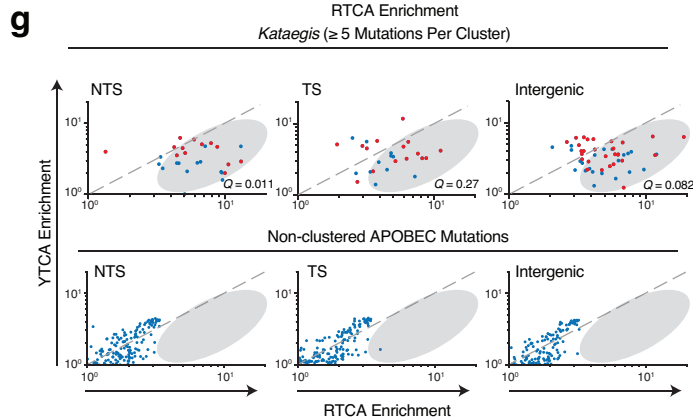 g
RTCA Enrichment
Kataegis (≥ 5 Mutations Per Cluster)
NTS
TS
Intergenic
10¹
10¹
10¹
10⁰
10⁰
10⁰
Q = 0.011
Q = 0.27
Q = 0.082
10⁰
10¹
10⁰
10¹
10⁰
10¹
YTCA Enrichment
Non-clustered APOBEC Mutations
NTS
TS
Intergenic
10¹
10¹
10¹
10⁰
10⁰
10⁰
10⁰
10¹
10⁰
10¹
10⁰
10¹
RTCA Enrichment